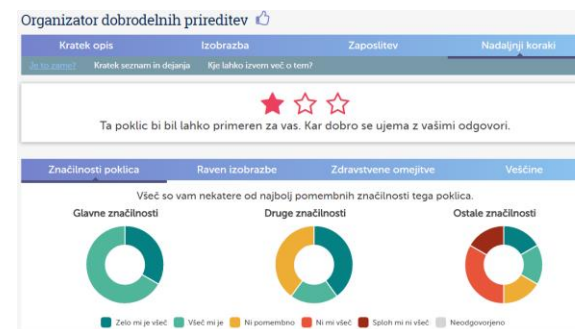 Organizator dobrodelnih prireditev
Kratek opis Izobrazba Zaposlitev Nadaljnji koraki
Je to zame? Kratek seznam in dejanja Kje lahko izvem več o tem?
Ta poklic bi bil lahko primeren za vas. Kar dobro se ujema z vašimi odgovori.
Značilnosti poklica Raven izobrazbe Zdravstvene omejitve Veščine
Všeč so vam nekatere od najbolj pomembnih značilnosti tega poklica.
Glavne značilnosti Druge značilnosti Ostale značilnosti
Zelo mi je všeč Všeč mi je Ni pomembno Ni mi všeč Sploh mi ni všeč Neodgovorjeno